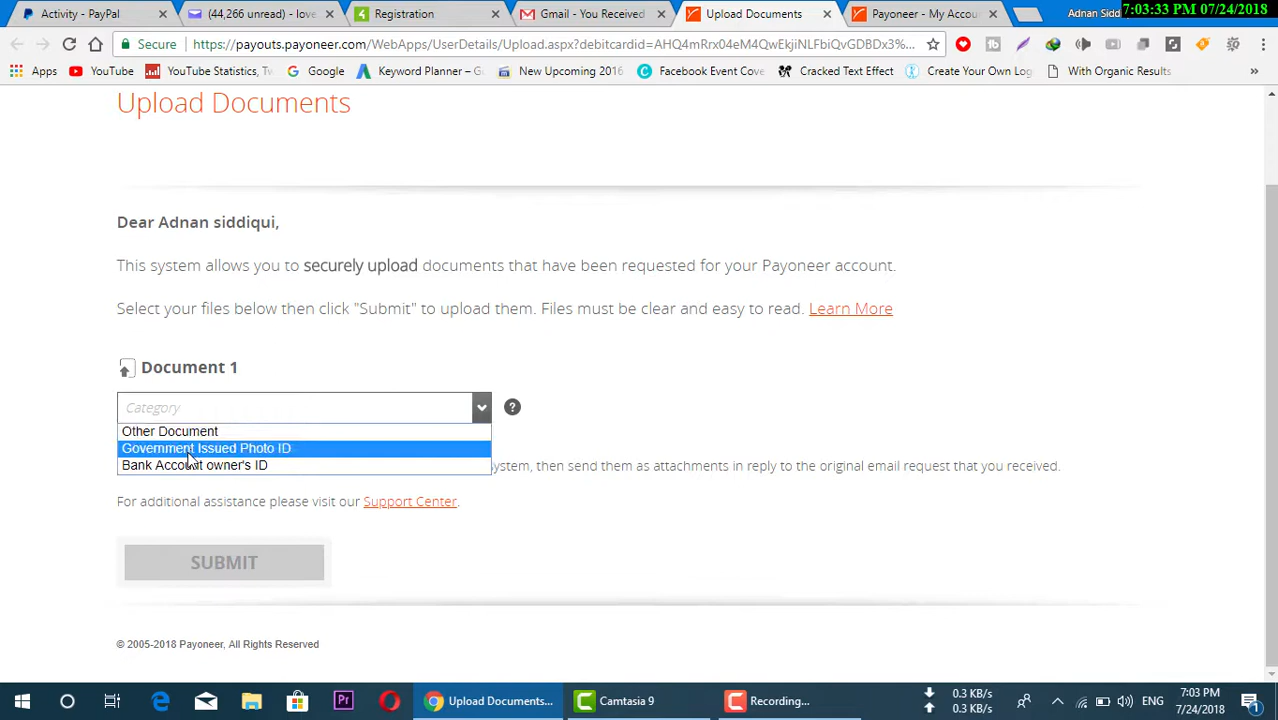 7:03:33 PM 07/24/2018
Activity - PayPal
(44,266 unread) - love
Registration
Gmail - You Received
Upload Documents
Payoneer - My Accou
Adnan Sidd
Secure
https://payouts.payoneer.com/WebApps/UserDetails/Upload.aspx?debitcardid=AHQ4mRrx04eM4QwEkjiNLFbiQvGDBDx3%...
Apps
YouTube
YouTube Statistics, Tw
Google
Keyword Planner – Go
New Upcoming 2016
Facebook Event Cove
Cracked Text Effect
Create Your Own Log
With Organic Results
»
Upload Documents
Dear Adnan siddiqui,
This system allows you to securely upload documents that have been requested for your Payoneer account.
Select your files below then click "Submit" to upload them. Files must be clear and easy to read. Learn More
Document 1
Category
?
Other Document
Government Issued Photo ID
Bank Account owner's ID
system, then send them as attachments in reply to the original email request that you received.
For additional assistance please visit our Support Center.
SUBMIT
© 2005-2018 Payoneer, All Rights Reserved
Upload Documents...
Camtasia 9
Recording...
0.3 KB/s
0.3 KB/s
ENG
7:03 PM
7/24/2018